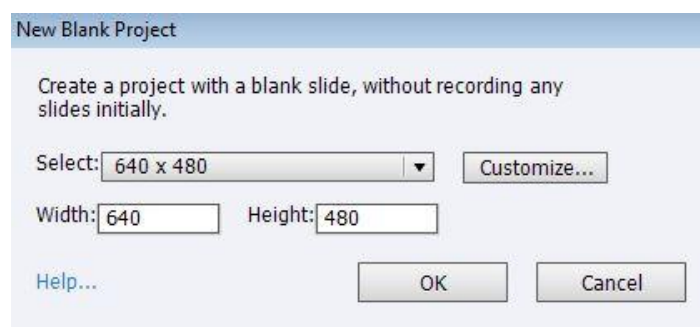 New Blank Project
Create a project with a blank slide, without recording any
slides initially.
Select: 640 x 480 Customize...
Width: 640 Height: 480
Help... OK Cancel